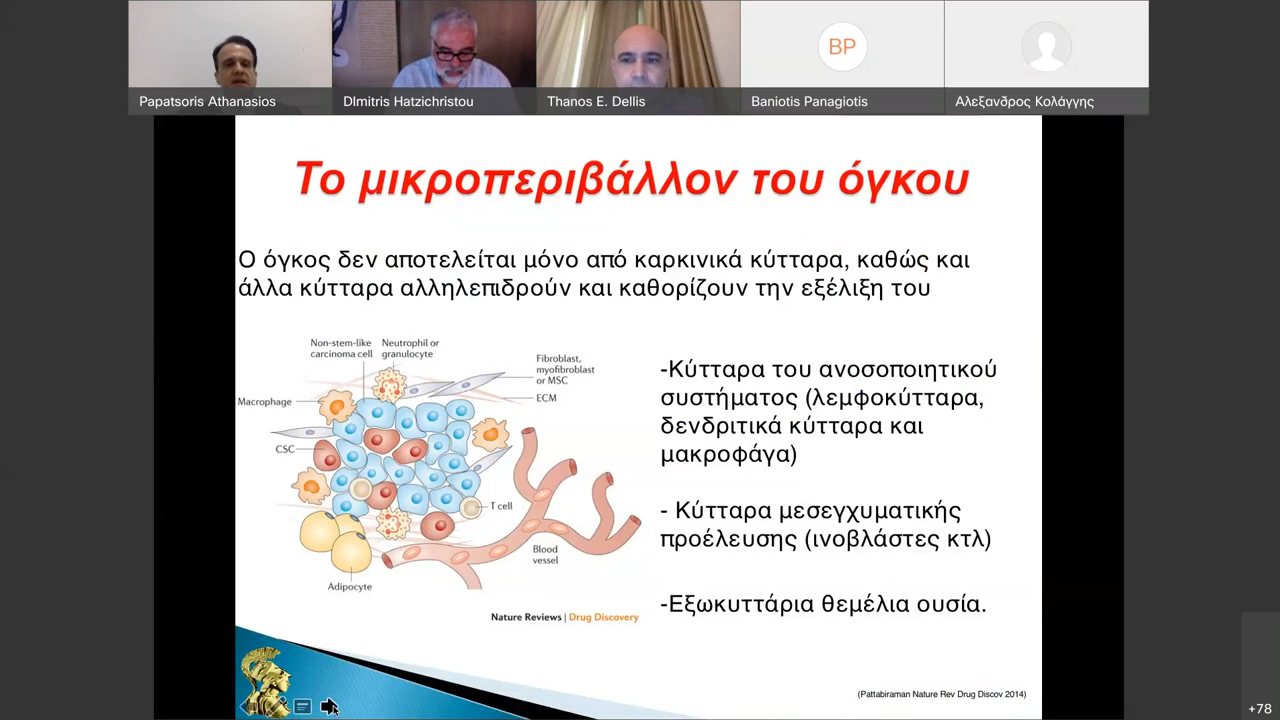 Papatsoris Athanasios
DImitris Hatzichristou
Thanos E. Dellis
BP
Baniotis Panagiotis
Αλεξανδρος Κολάγγης
Το μικροπεριβάλλον του όγκου
Ο όγκος δεν αποτελείται μόνο από καρκινικά κύτταρα, καθώς και
άλλα κύτταρα αλληλεπιδρούν και καθορίζουν την εξέλιξη του
Non-stem-like
carcinoma cell
Neutrophil or
granulocyte
Fibroblast,
myofibroblast
or MSC
ECM
Macrophage
CSC
T cell
Blood
vessel
Adipocyte
Nature Reviews | Drug Discovery
-Κύτταρα του ανοσοποιητικού
συστήματος (λεμφοκύτταρα,
δενδριτικά κύτταρα και
μακροφάγα)
- Κύτταρα μεσεγχυματικής
προέλευσης (ινοβλάστες κτλ)
-Εξωκυττάρια θεμέλια ουσία.
(Pattabiraman Nature Rev Drug Discov 2014)
+78